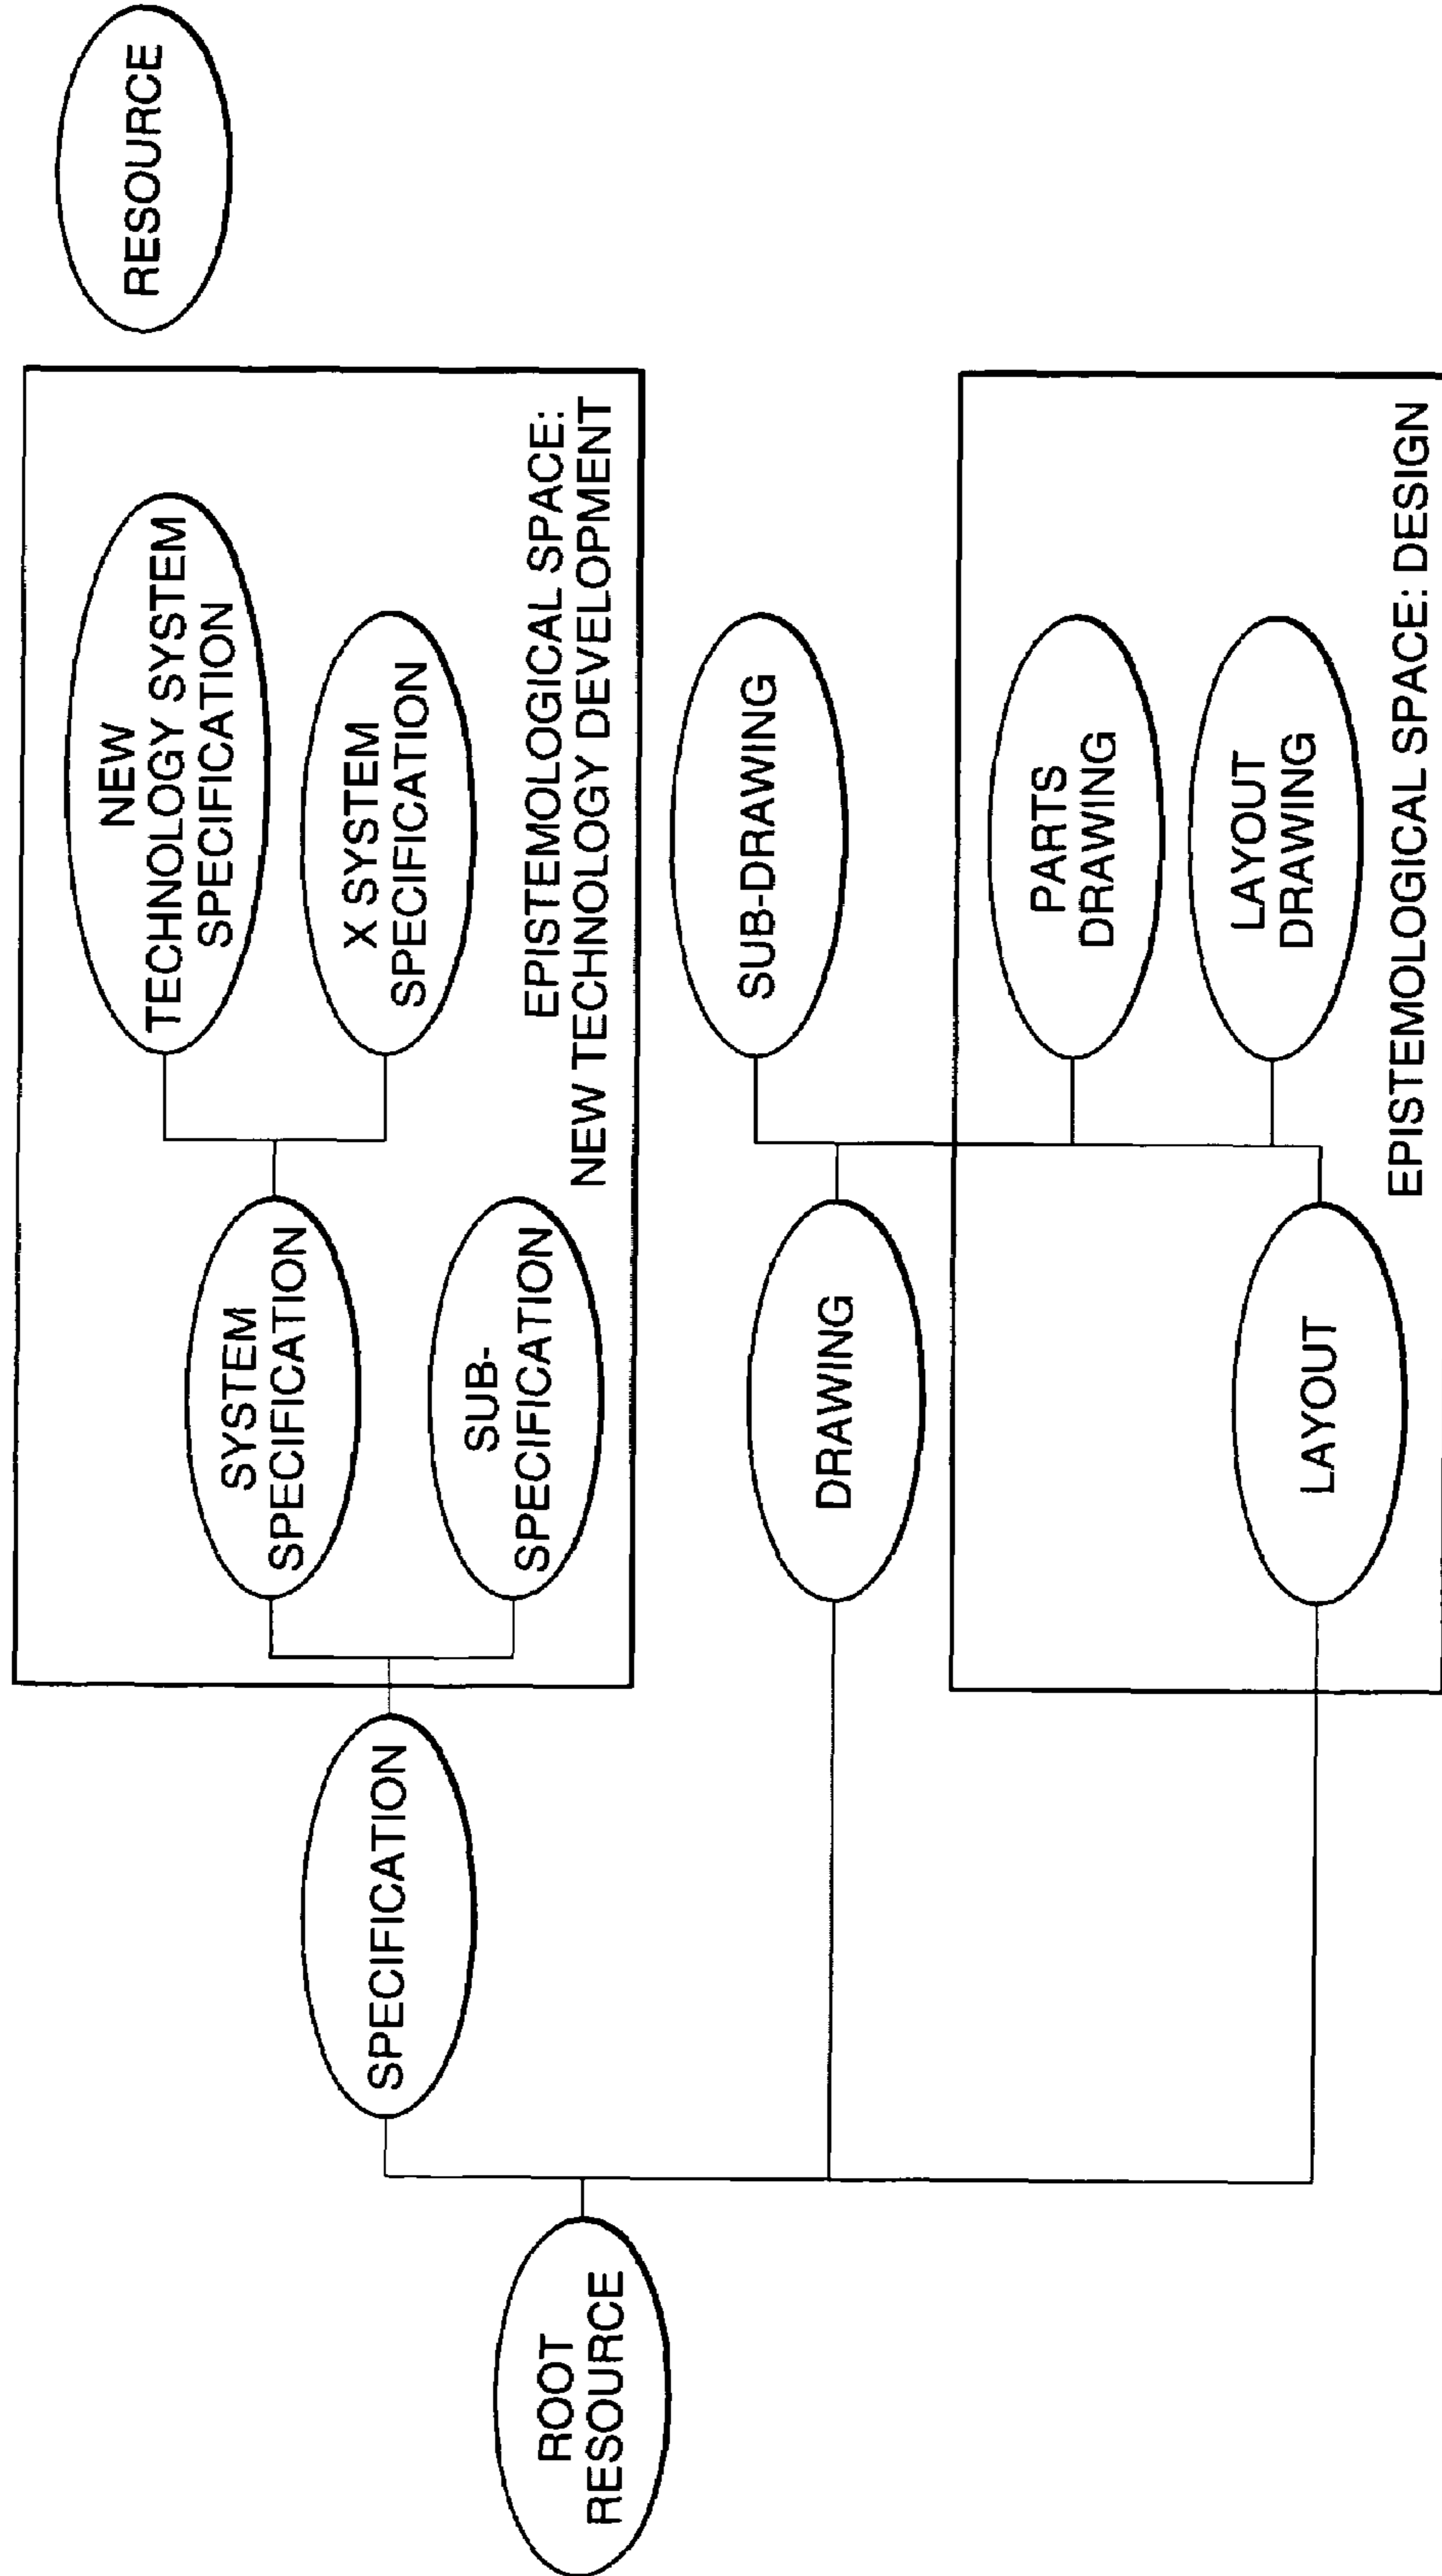 RESOURCE
NEW
TECHNOLOGY SYSTEM
SPECIFICATION
SYSTEM
SPECIFICATION
X SYSTEM
SPECIFICATION
SPECIFICATION
SUB-
SPECIFICATION
EPISTEMOLOGICAL SPACE:
NEW TECHNOLOGY DEVELOPMENT
ROOT
RESOURCE
SUB-DRAWING
DRAWING
PARTS
DRAWING
LAYOUT
DRAWING
LAYOUT
EPISTEMOLOGICAL SPACE: DESIGN